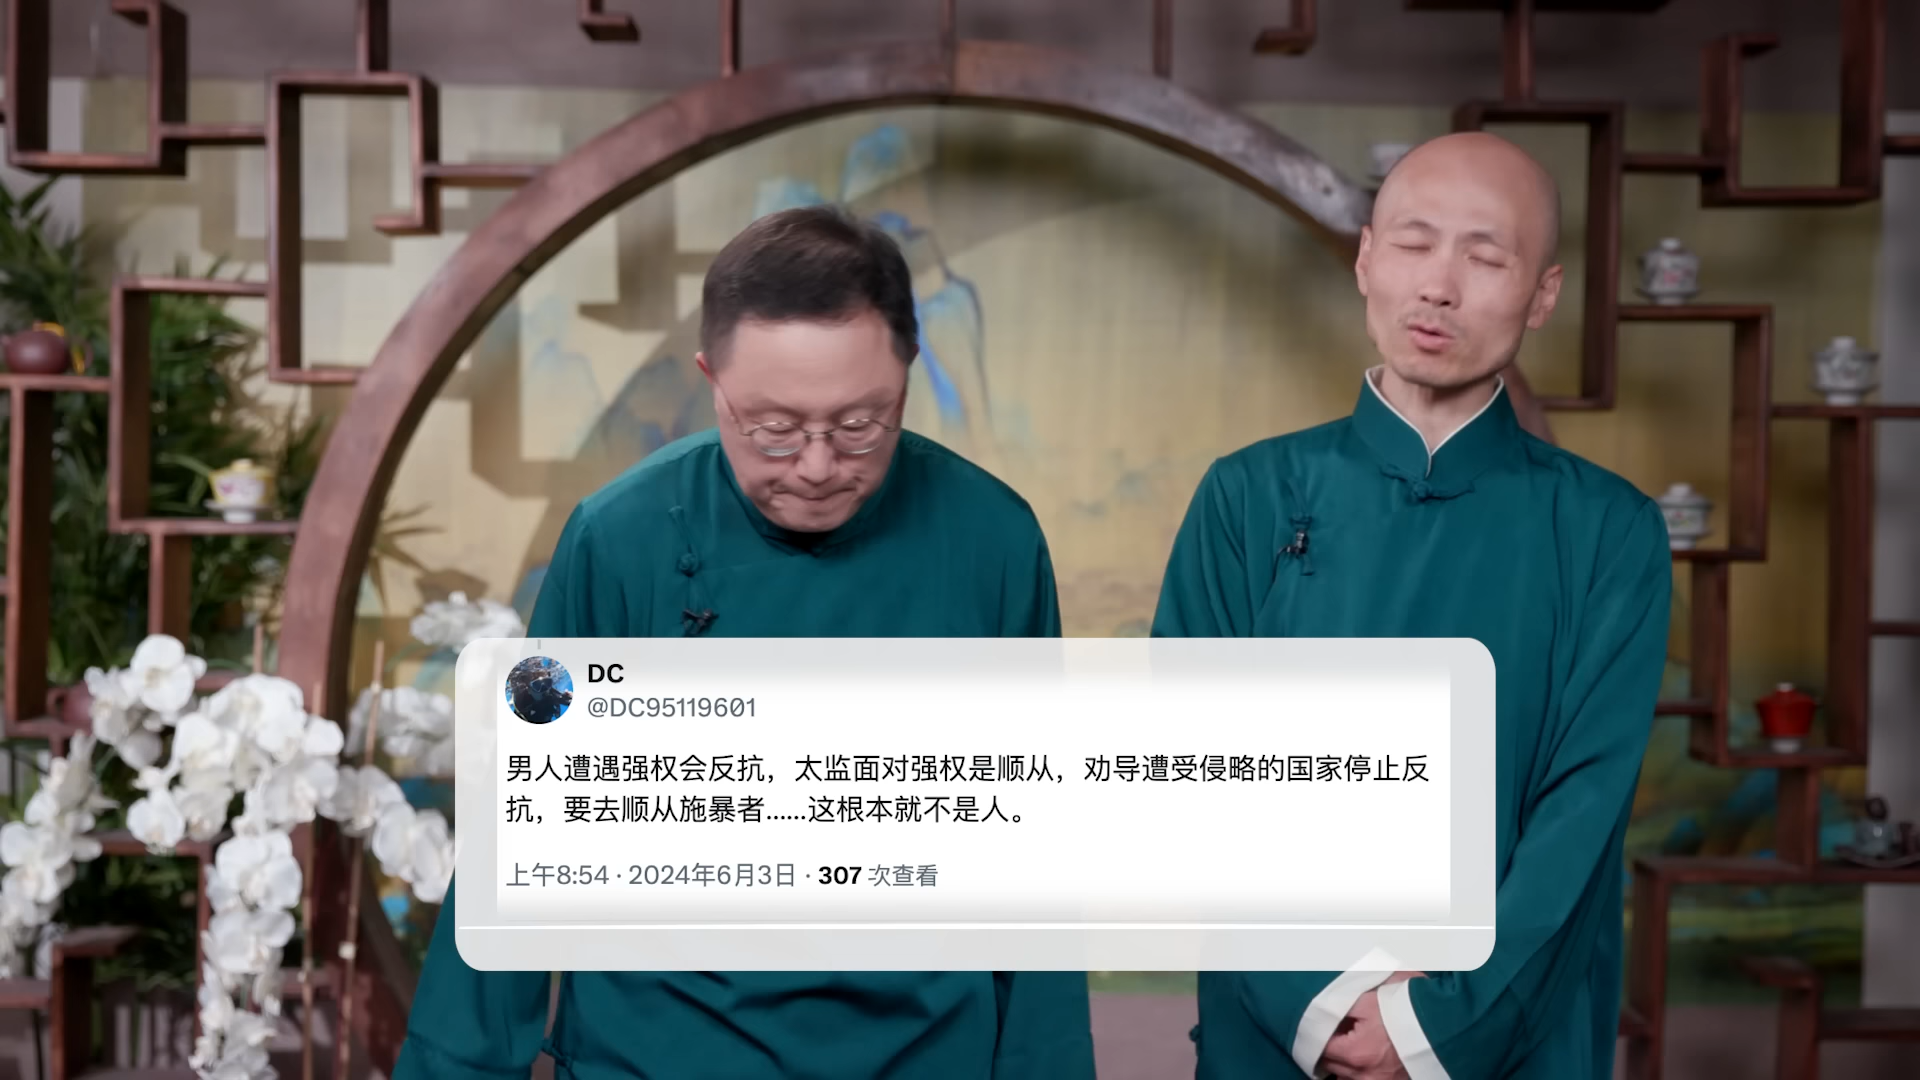 DC
@DC95119601
男人遭遇强权会反抗，太监面对强权是顺从，劝导遭受侵略的国家停止反
抗，要去顺从施暴者......这根本就不是人。
上午8:54 · 2024年6月3日 · 307 次查看